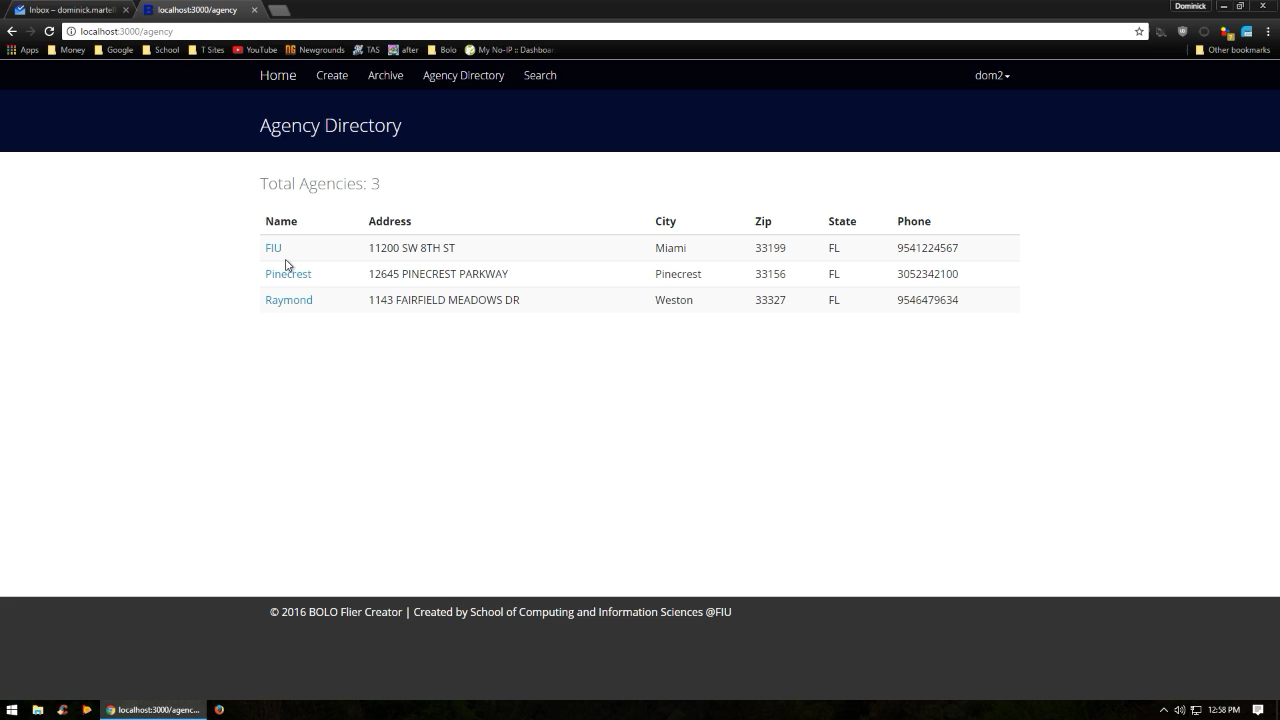 Inbox – dominick.martell
localhost:3000/agency
Dominick
localhost:3000/agency
Apps
Money
Google
School
T Sites
YouTube
Newgrounds
TAS
after
Bolo
My No-IP :: Dashboa
Other bookmarks
Home
Create
Archive
Agency Directory
Search
dom2
Agency Directory
Total Agencies: 3
Name Address City Zip State Phone
FIU 11200 SW 8TH ST Miami 33199 FL 9541224567
Pinecrest 12645 PINECREST PARKWAY Pinecrest 33156 FL 3052342100
Raymond 1143 FAIRFIELD MEADOWS DR Weston 33327 FL 9546479634
© 2016 BOLO Flier Creator | Created by School of Computing and Information Sciences @FIU
localhost:3000/agenc...
12:58 PM